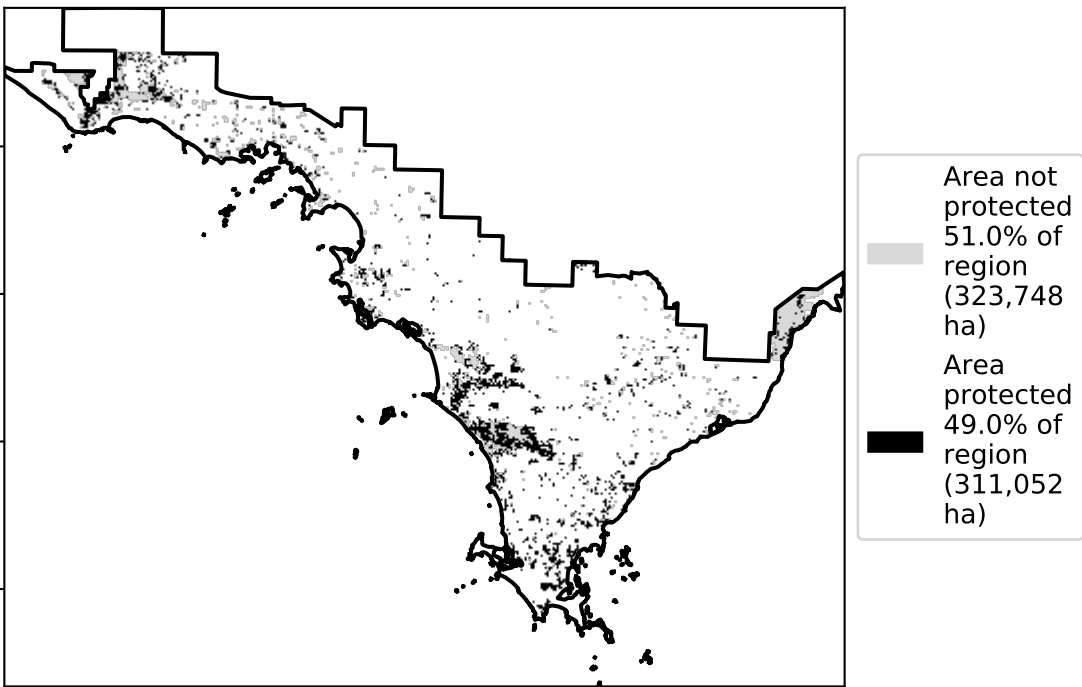 Area not
protected
51.0% of
region
(323,748
ha)
Area
protected
49.0% of
region
(311,052
ha)